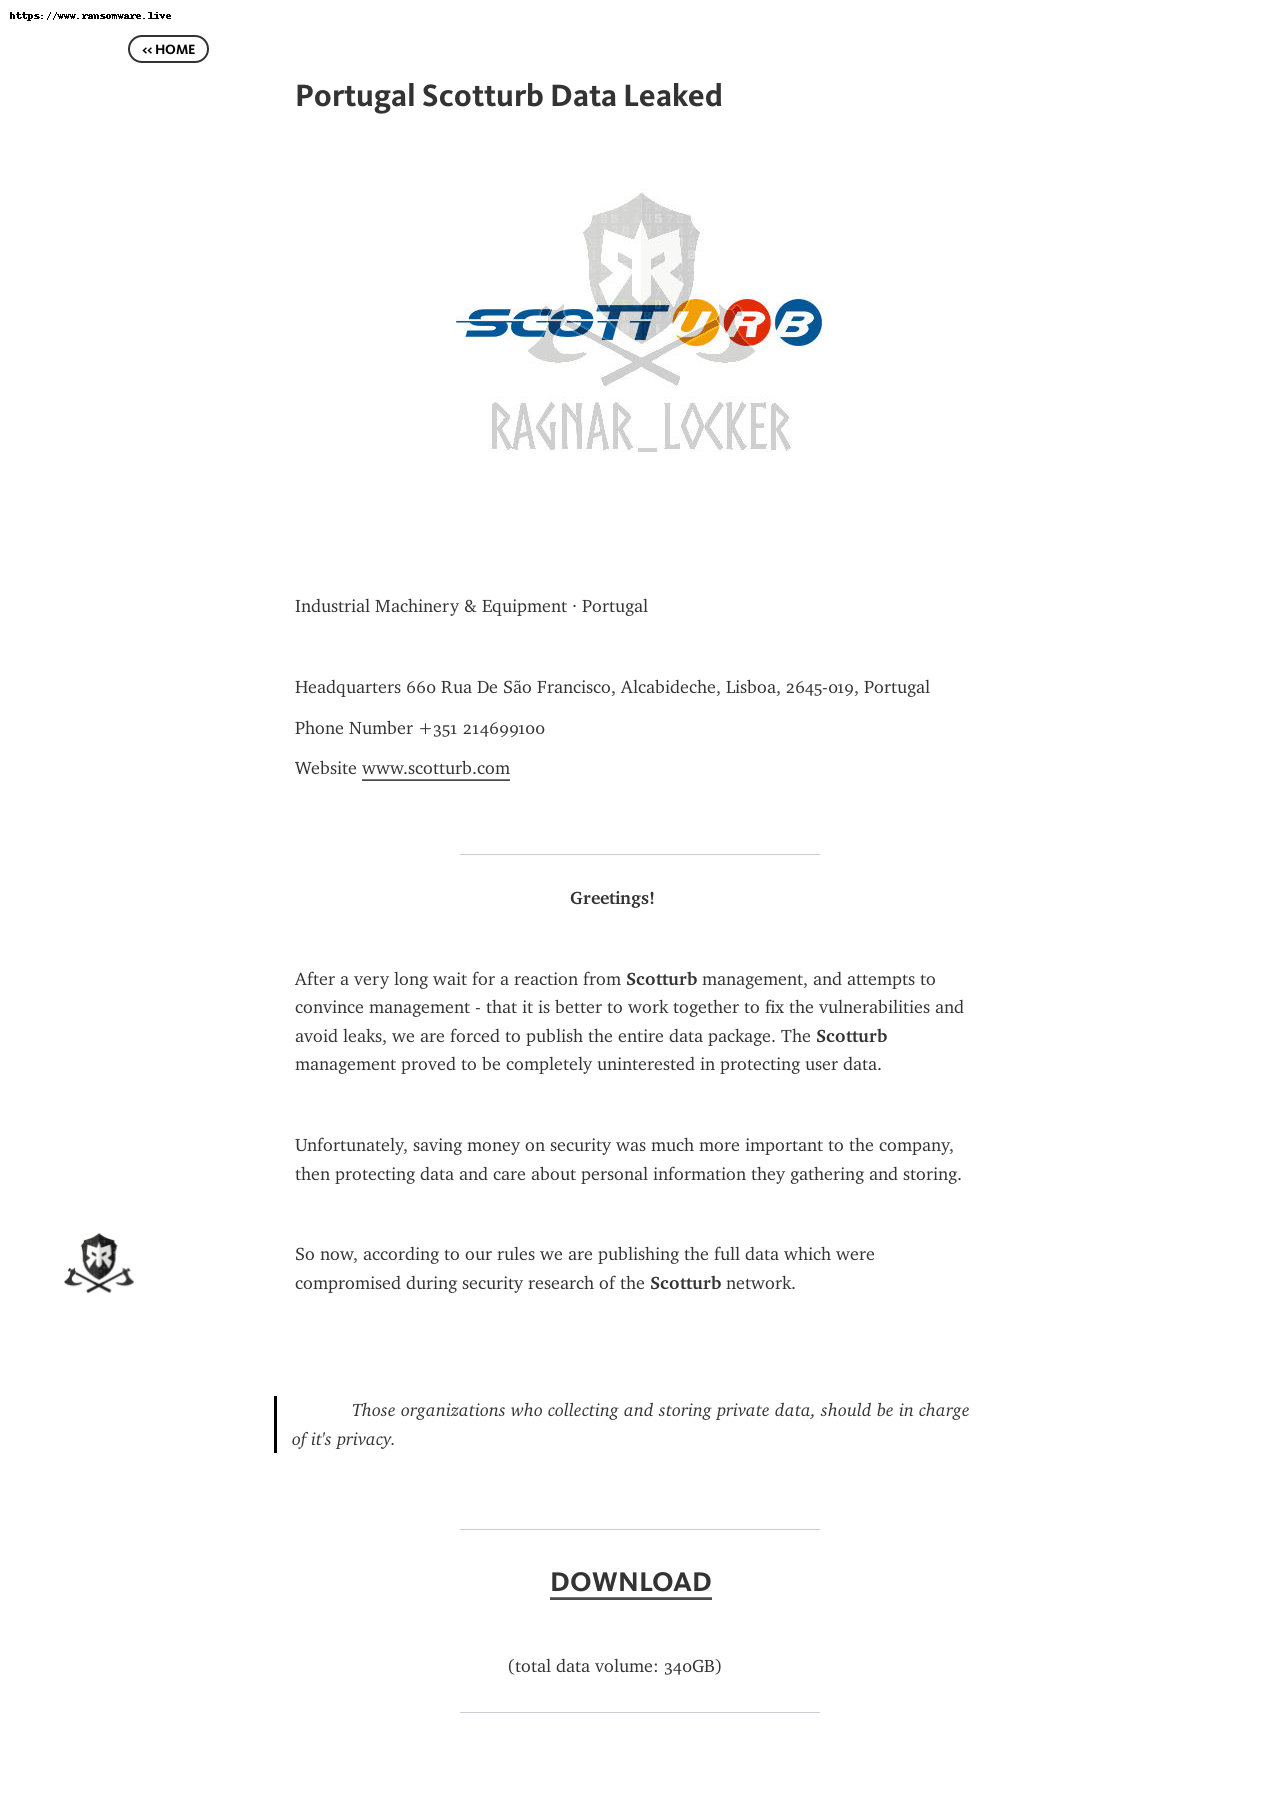 https://www.ransomware.live
‹‹ HOME
Portugal Scotturb Data Leaked
SCOTTURB
RAGNAR_LOCKER
Industrial Machinery & Equipment · Portugal
Headquarters 660 Rua De São Francisco, Alcabideche, Lisboa, 2645-019, Portugal
Phone Number +351 214699100
Website www.scotturb.com
Greetings!
After a very long wait for a reaction from Scotturb management, and attempts to
convince management - that it is better to work together to fix the vulnerabilities and
avoid leaks, we are forced to publish the entire data package. The Scotturb
management proved to be completely uninterested in protecting user data.
Unfortunately, saving money on security was much more important to the company,
then protecting data and care about personal information they gathering and storing.
So now, according to our rules we are publishing the full data which were
compromised during security research of the Scotturb network.
Those organizations who collecting and storing private data, should be in charge
of it's privacy.
DOWNLOAD
(total data volume: 340GB)